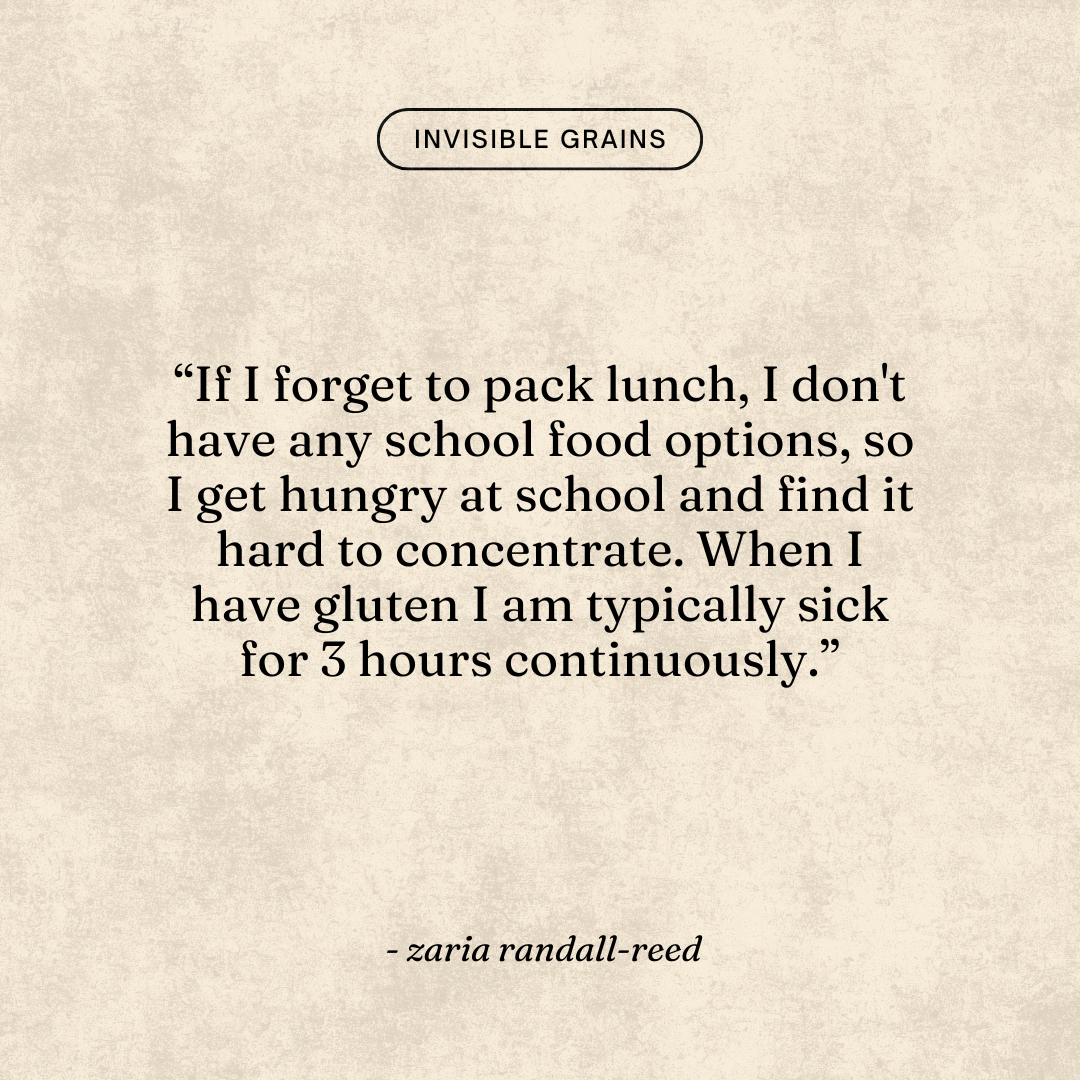 INVISIBLE GRAINS
“If I forget to pack lunch, I don't
have any school food options, so
I get hungry at school and find it
hard to concentrate. When I
have gluten I am typically sick
for 3 hours continuously.”
- zaria randall-reed